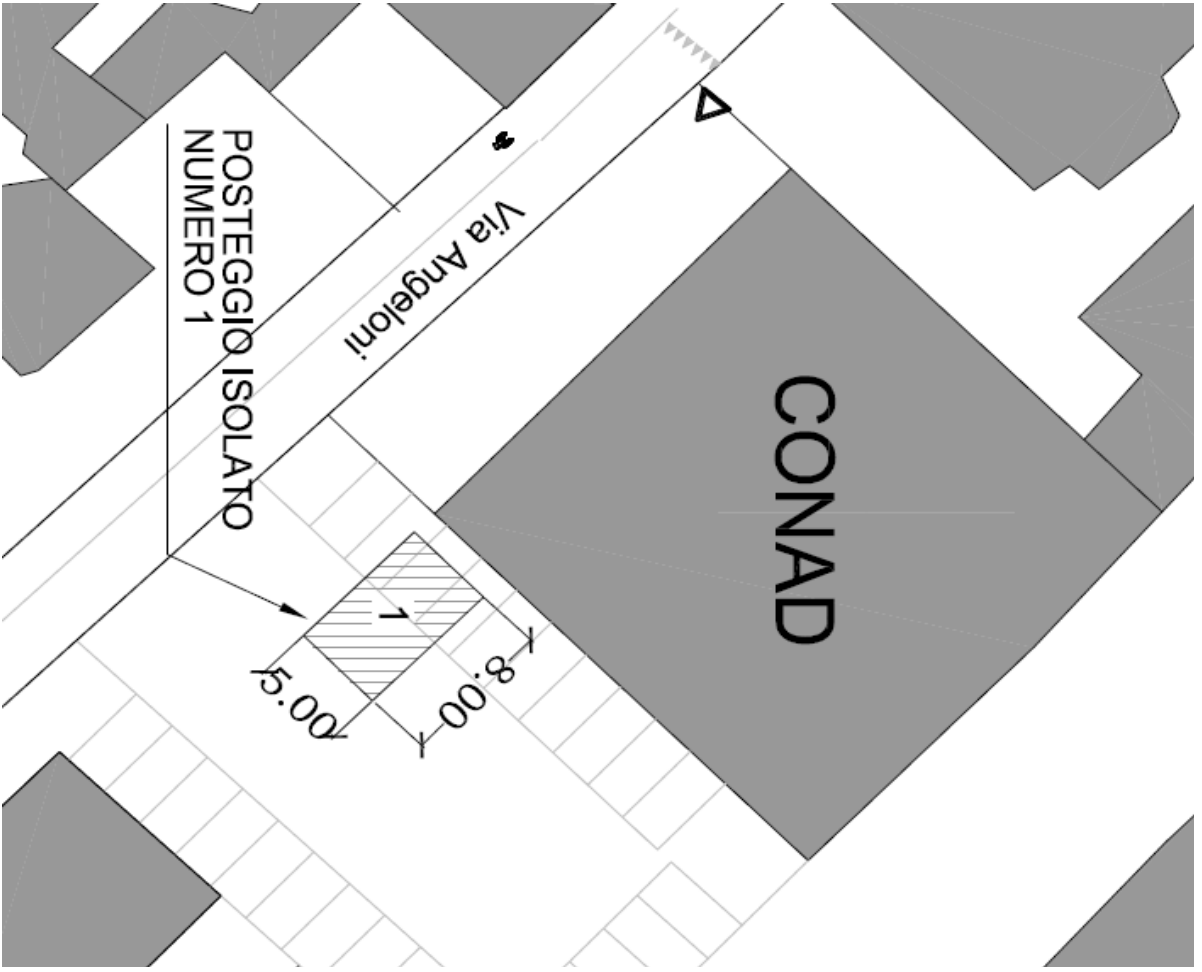 POSTEGGIO ISOLATO
NUMERO 1
Via Angeloni
CONAD
1
5.00
8.00